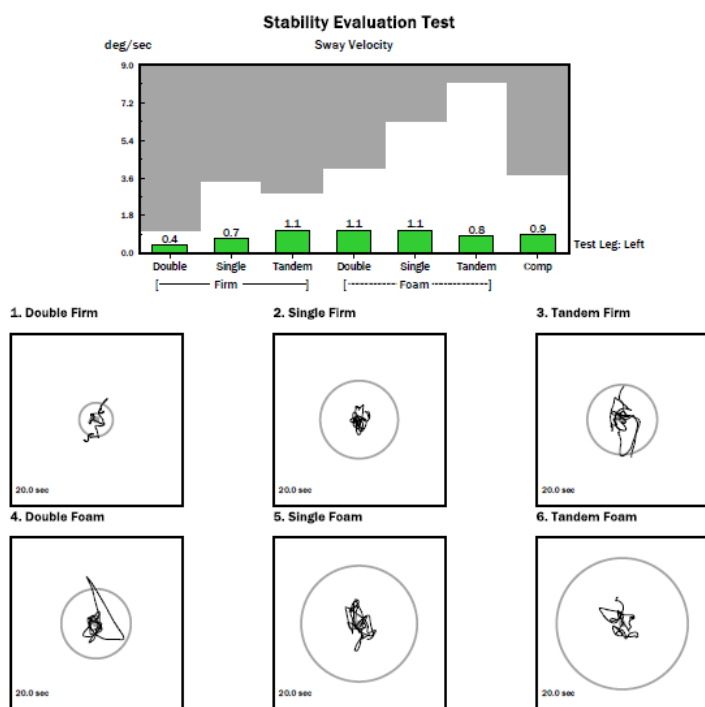 Stability Evaluation Test
deg/sec Sway Velocity
9.0
7.2
5.4
3.6
1.8
0.0
0.4 0.7 1.1 1.1 1.1 0.8 0.9
Test Leg: Left
Double Single Tandem Double Single Tandem Comp
[ Firm ] [ Foam ]
1. Double Firm 2. Single Firm 3. Tandem Firm
20.0 sec 20.0 sec 20.0 sec
4. Double Foam 5. Single Foam 6. Tandem Foam
20.0 sec 20.0 sec 20.0 sec